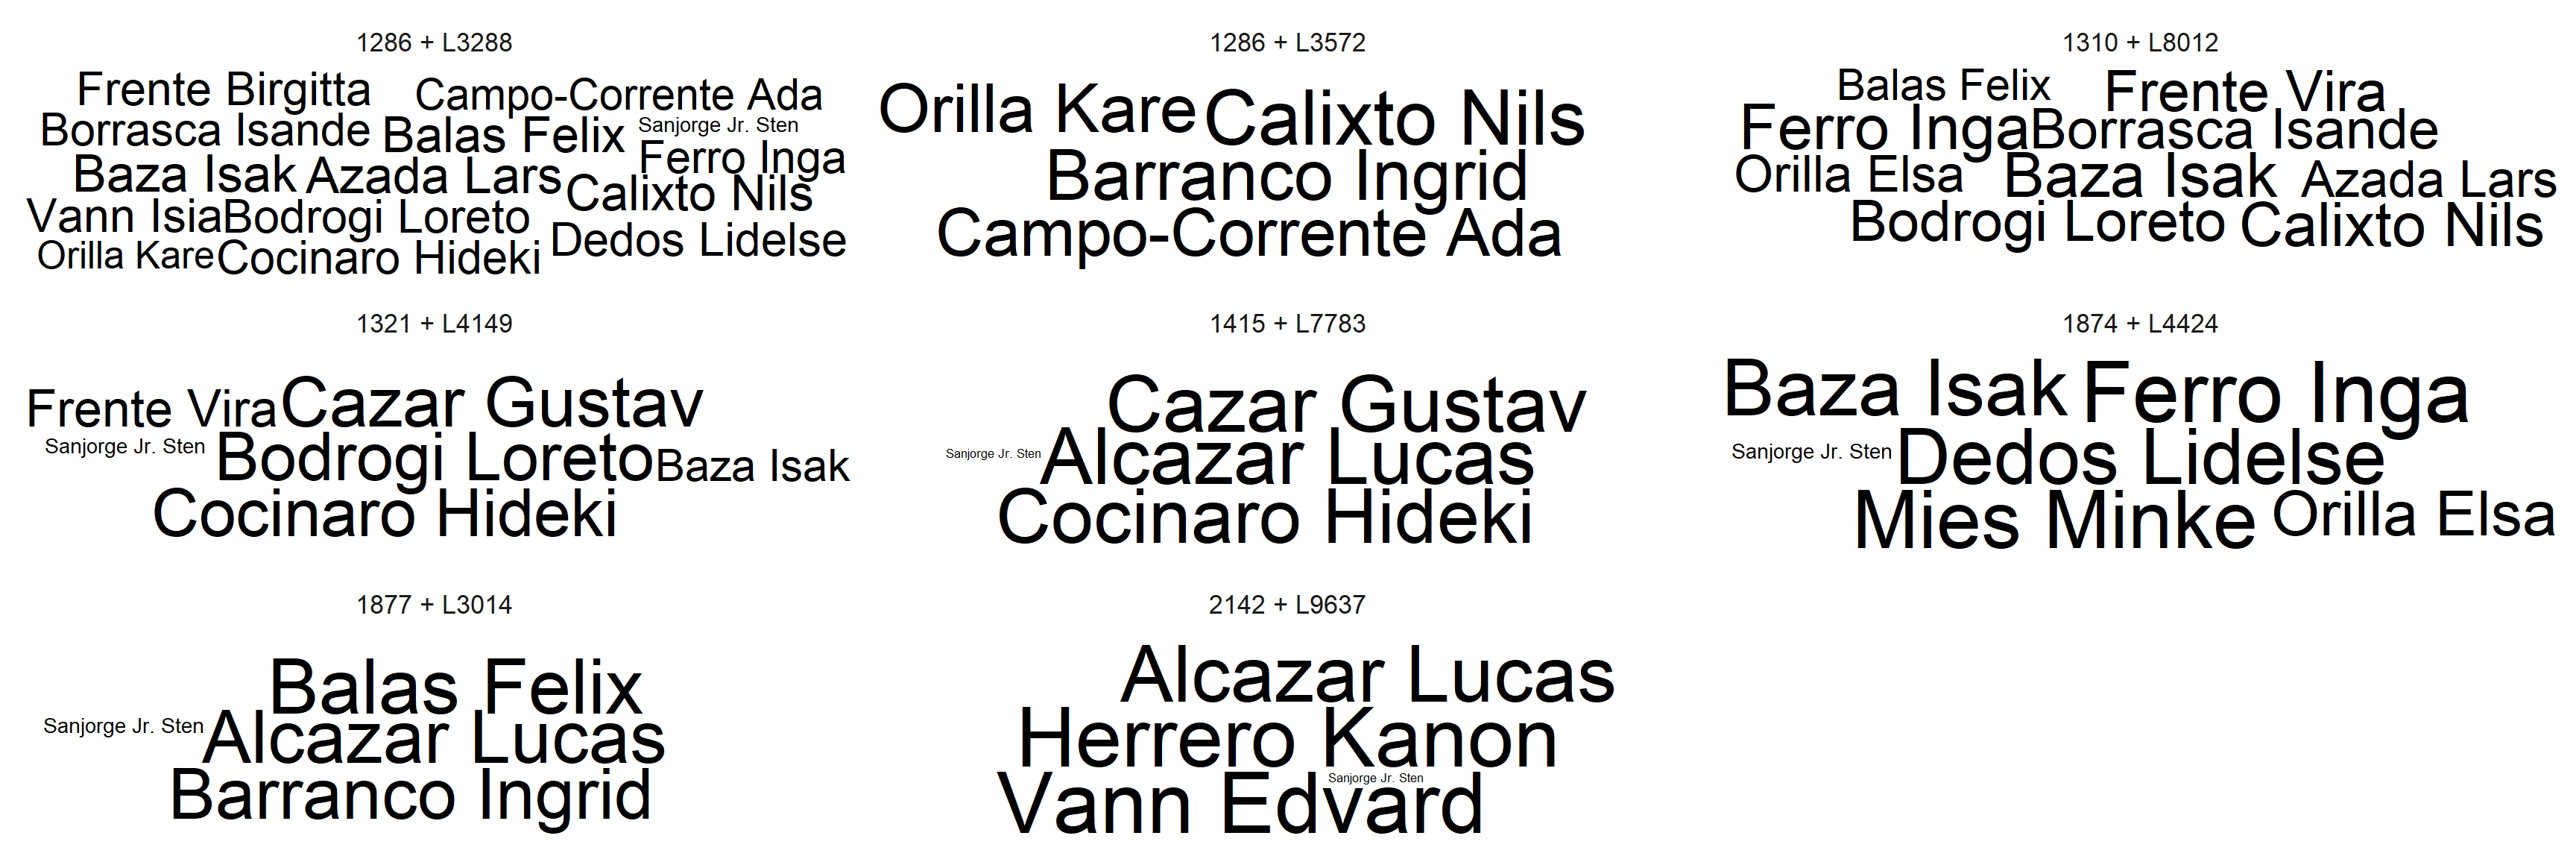 1286 + L3288
Frente Birgitta Campo-Corrente Ada
Borrasca Isande Balas Felix Sanjorge Jr. Sten
Baza Isak Azada Lars Ferro Inga
Vann Isia Bodrogi Loreto Calixto Nils
Orilla Kare Cocinaro Hideki Dedos Lidelse
1286 + L3572
Orilla Kare Calixto Nils
Barranco Ingrid
Campo-Corrente Ada
1310 + L8012
Balas Felix Frente Vira
Ferro Inga Borrasca Isande
Orilla Elsa Baza Isak Azada Lars
Bodrogi Loreto Calixto Nils
1321 + L4149
Frente Vira Cazar Gustav
Sanjorge Jr. Sten Bodrogi Loreto Baza Isak
Cocinaro Hideki
1415 + L7783
Cazar Gustav
Sanjorge Jr. Sten Alcazar Lucas
Cocinaro Hideki
1874 + L4424
Baza Isak Ferro Inga
Sanjorge Jr. Sten Dedos Lidelse
Mies Minke Orilla Elsa
1877 + L3014
Balas Felix
Sanjorge Jr. Sten Alcazar Lucas
Barranco Ingrid
2142 + L9637
Alcazar Lucas
Herrero Kanon
Sanjorge Jr. Sten
Vann Edvard